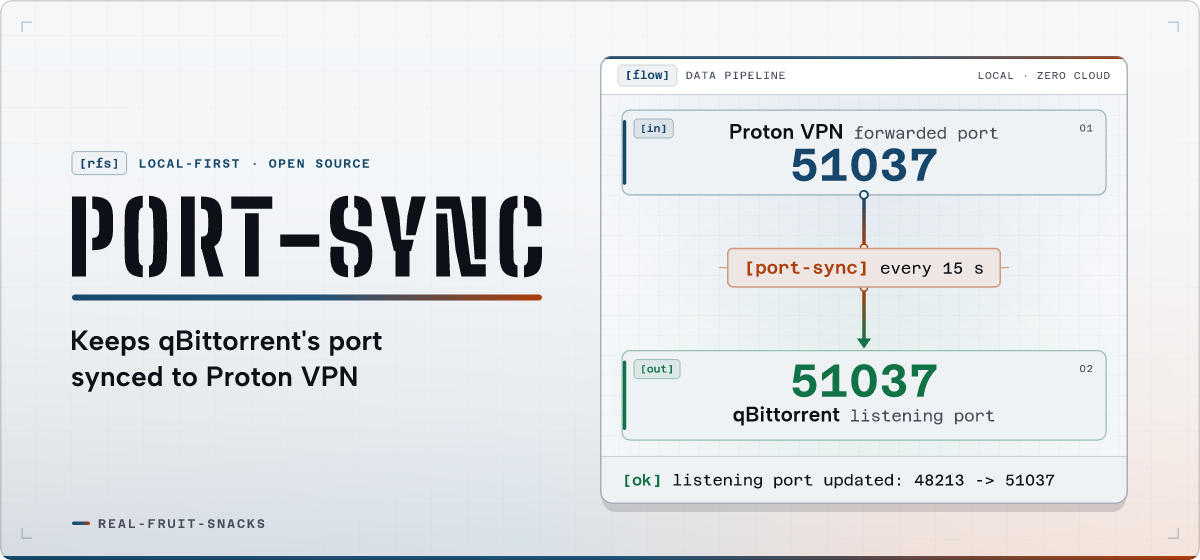 [rfs] LOCAL-FIRST · OPEN SOURCE
PORT-SYNC
Keeps qBittorrent's port
synced to Proton VPN
REAL-FRUIT-SNACKS
[flow] DATA PIPELINE LOCAL · ZERO CLOUD
[in] Proton VPN forwarded port 01
51037
[port-sync] every 15 s
[out] 51037 02
qBittorrent listening port
[ok] listening port updated: 48213 -> 51037